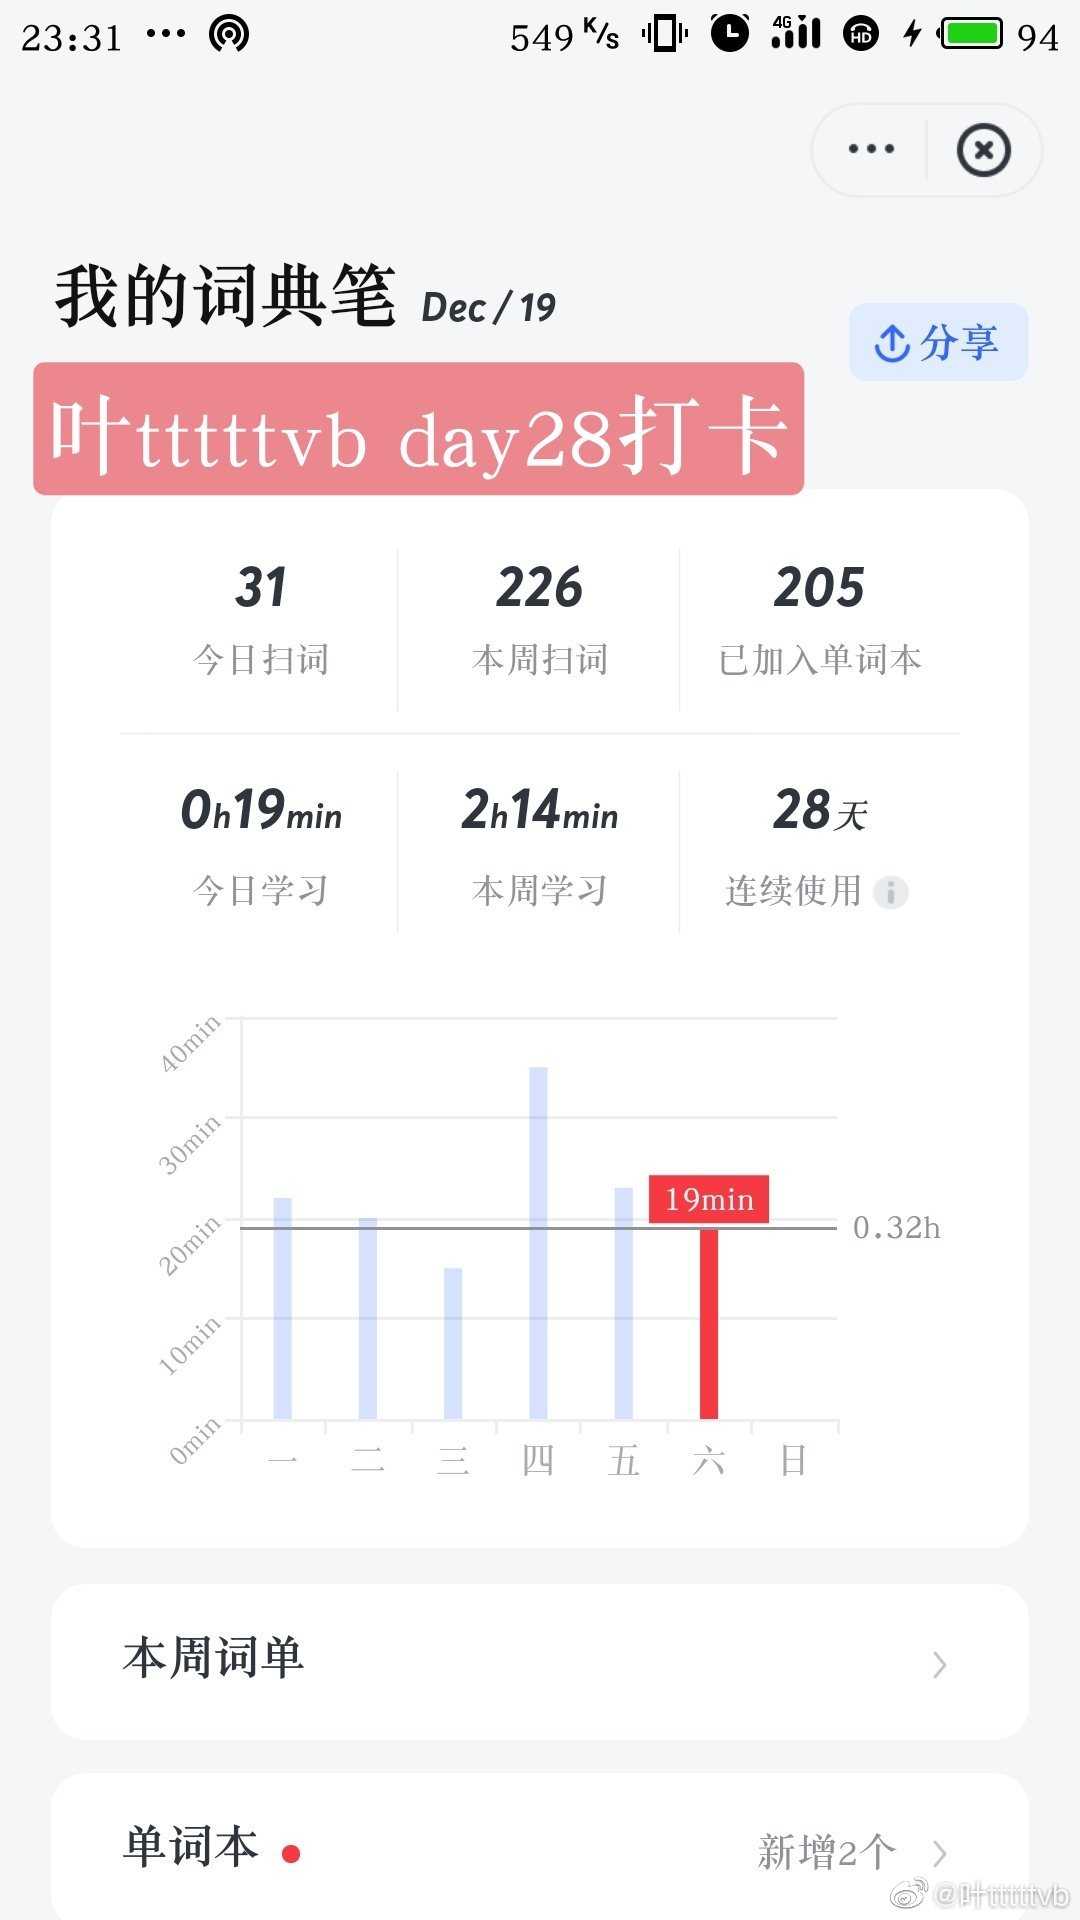 23:31 ••• 549 K/s 4G HD 94
•••
我的词典笔 Dec / 19
分享
叶tttttvb day28打卡
31 226 205
今日扫词 本周扫词 已加入单词本
0h19min 2h14min 28天
今日学习 本周学习 连续使用 i
40min
30min
19min
20min 0.32h
10min
0min
一 二 三 四 五 六 日
本周词单
单词本 新增2个
@叶tttttvb